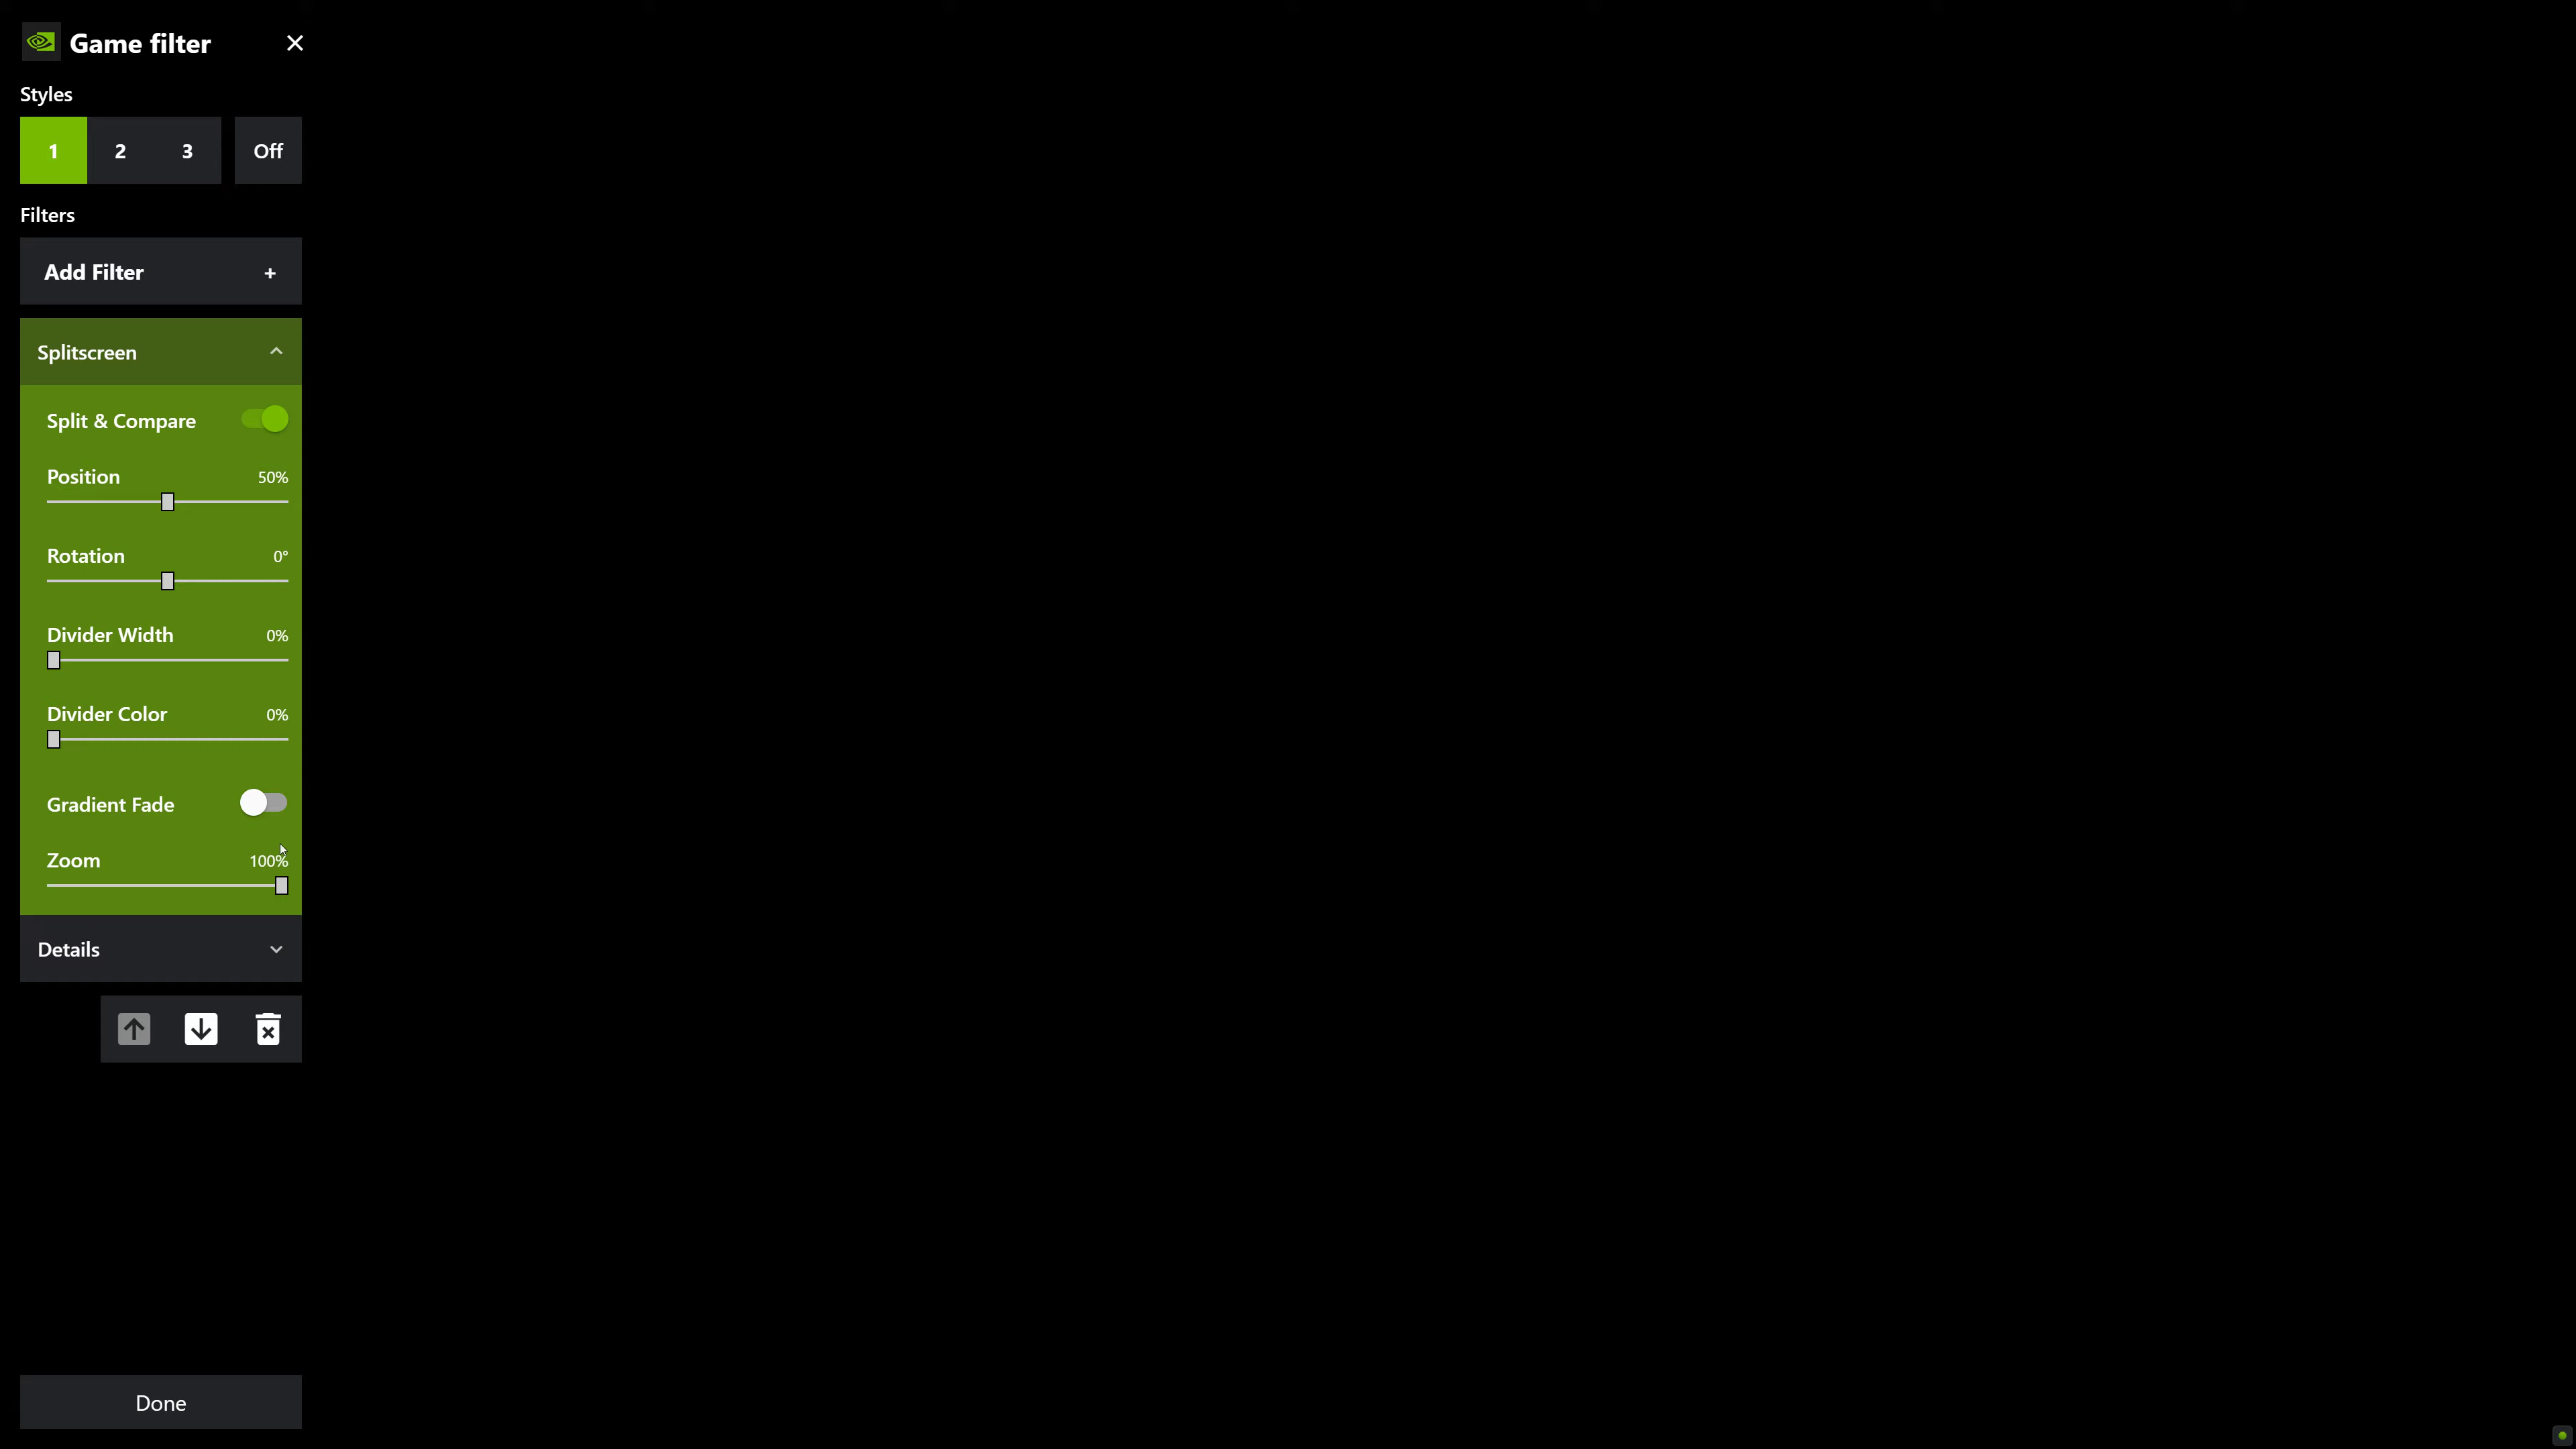 Game filter
Styles
1 2 3 Off
Filters
Add Filter +
Splitscreen
Split & Compare
Position 50%
Rotation 0°
Divider Width 0%
Divider Color 0%
Gradient Fade
Zoom 100%
Details
Done